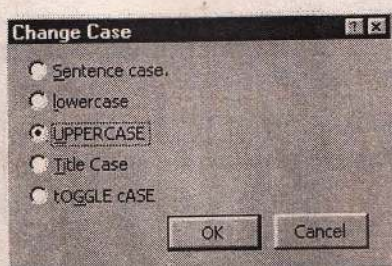 Change Case
Sentence case.
lowercase
UPPERCASE
Title Case
tOGGLE cASE
OK Cancel